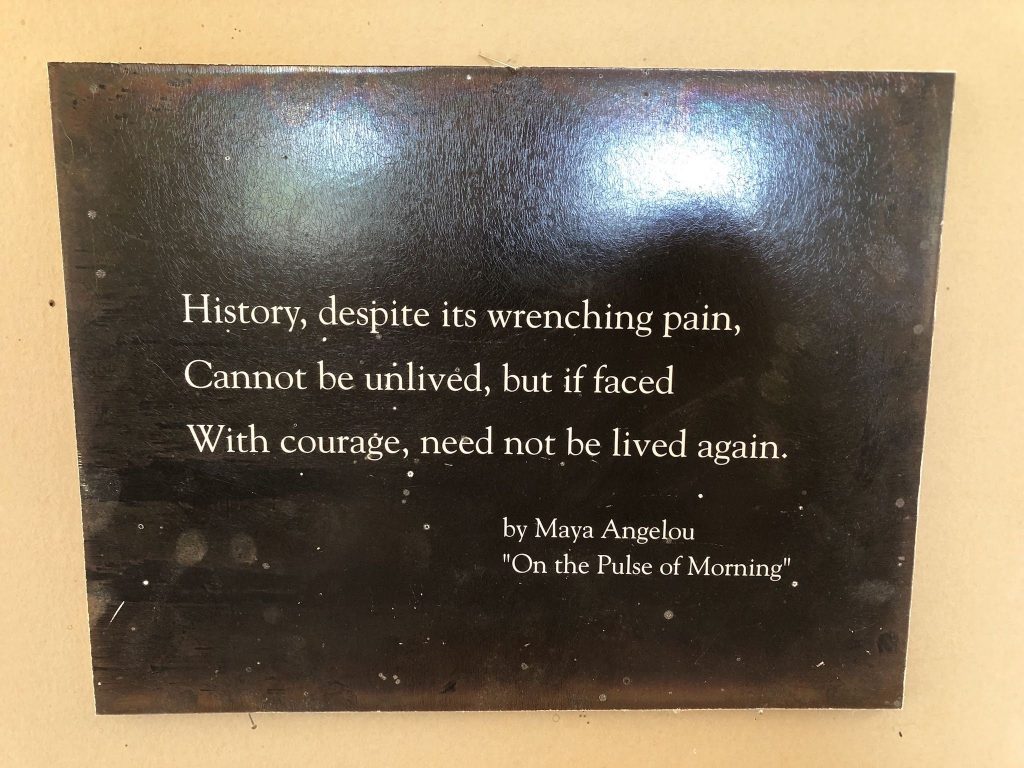 History, despite its wrenching pain,
Cannot be unlived, but if faced
With courage, need not be lived again.
by Maya Angelou
"On the Pulse of Morning"